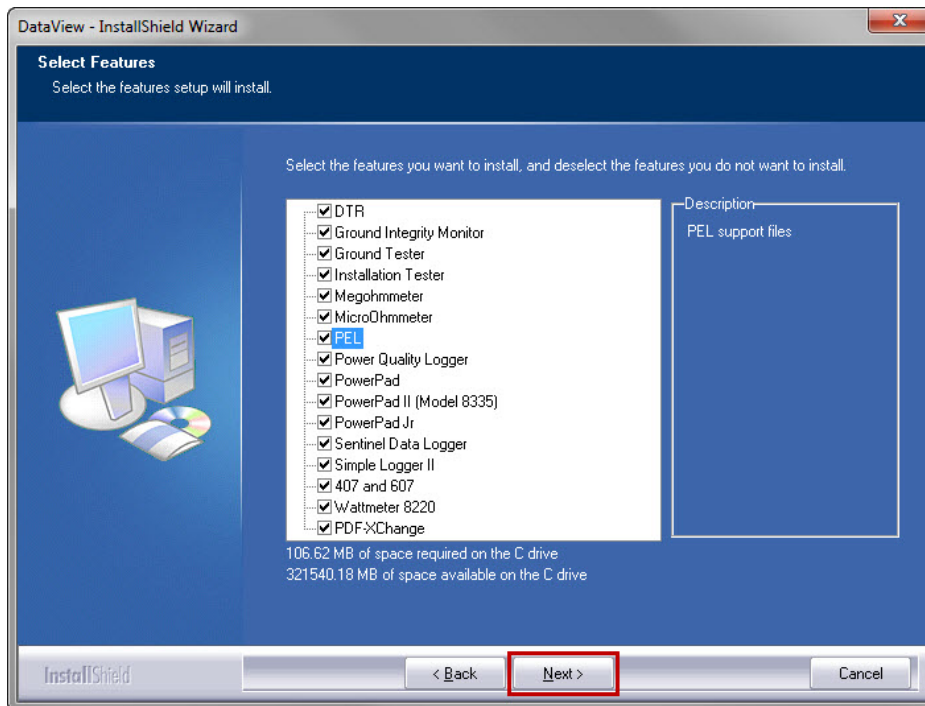 DataView - InstallShield Wizard
Select Features
Select the features setup will install.
Select the features you want to install, and deselect the features you do not want to install.
DTR
Ground Integrity Monitor
Ground Tester
Installation Tester
Megohmmeter
MicroOhmmeter
PEL
Power Quality Logger
PowerPad
PowerPad II (Model 8335)
PowerPad Jr
Sentinel Data Logger
Simple Logger II
407 and 607
Wattmeter 8220
PDF-XChange
Description
PEL support files
106.62 MB of space required on the C drive
321540.18 MB of space available on the C drive
InstallShield
< Back
Next >
Cancel